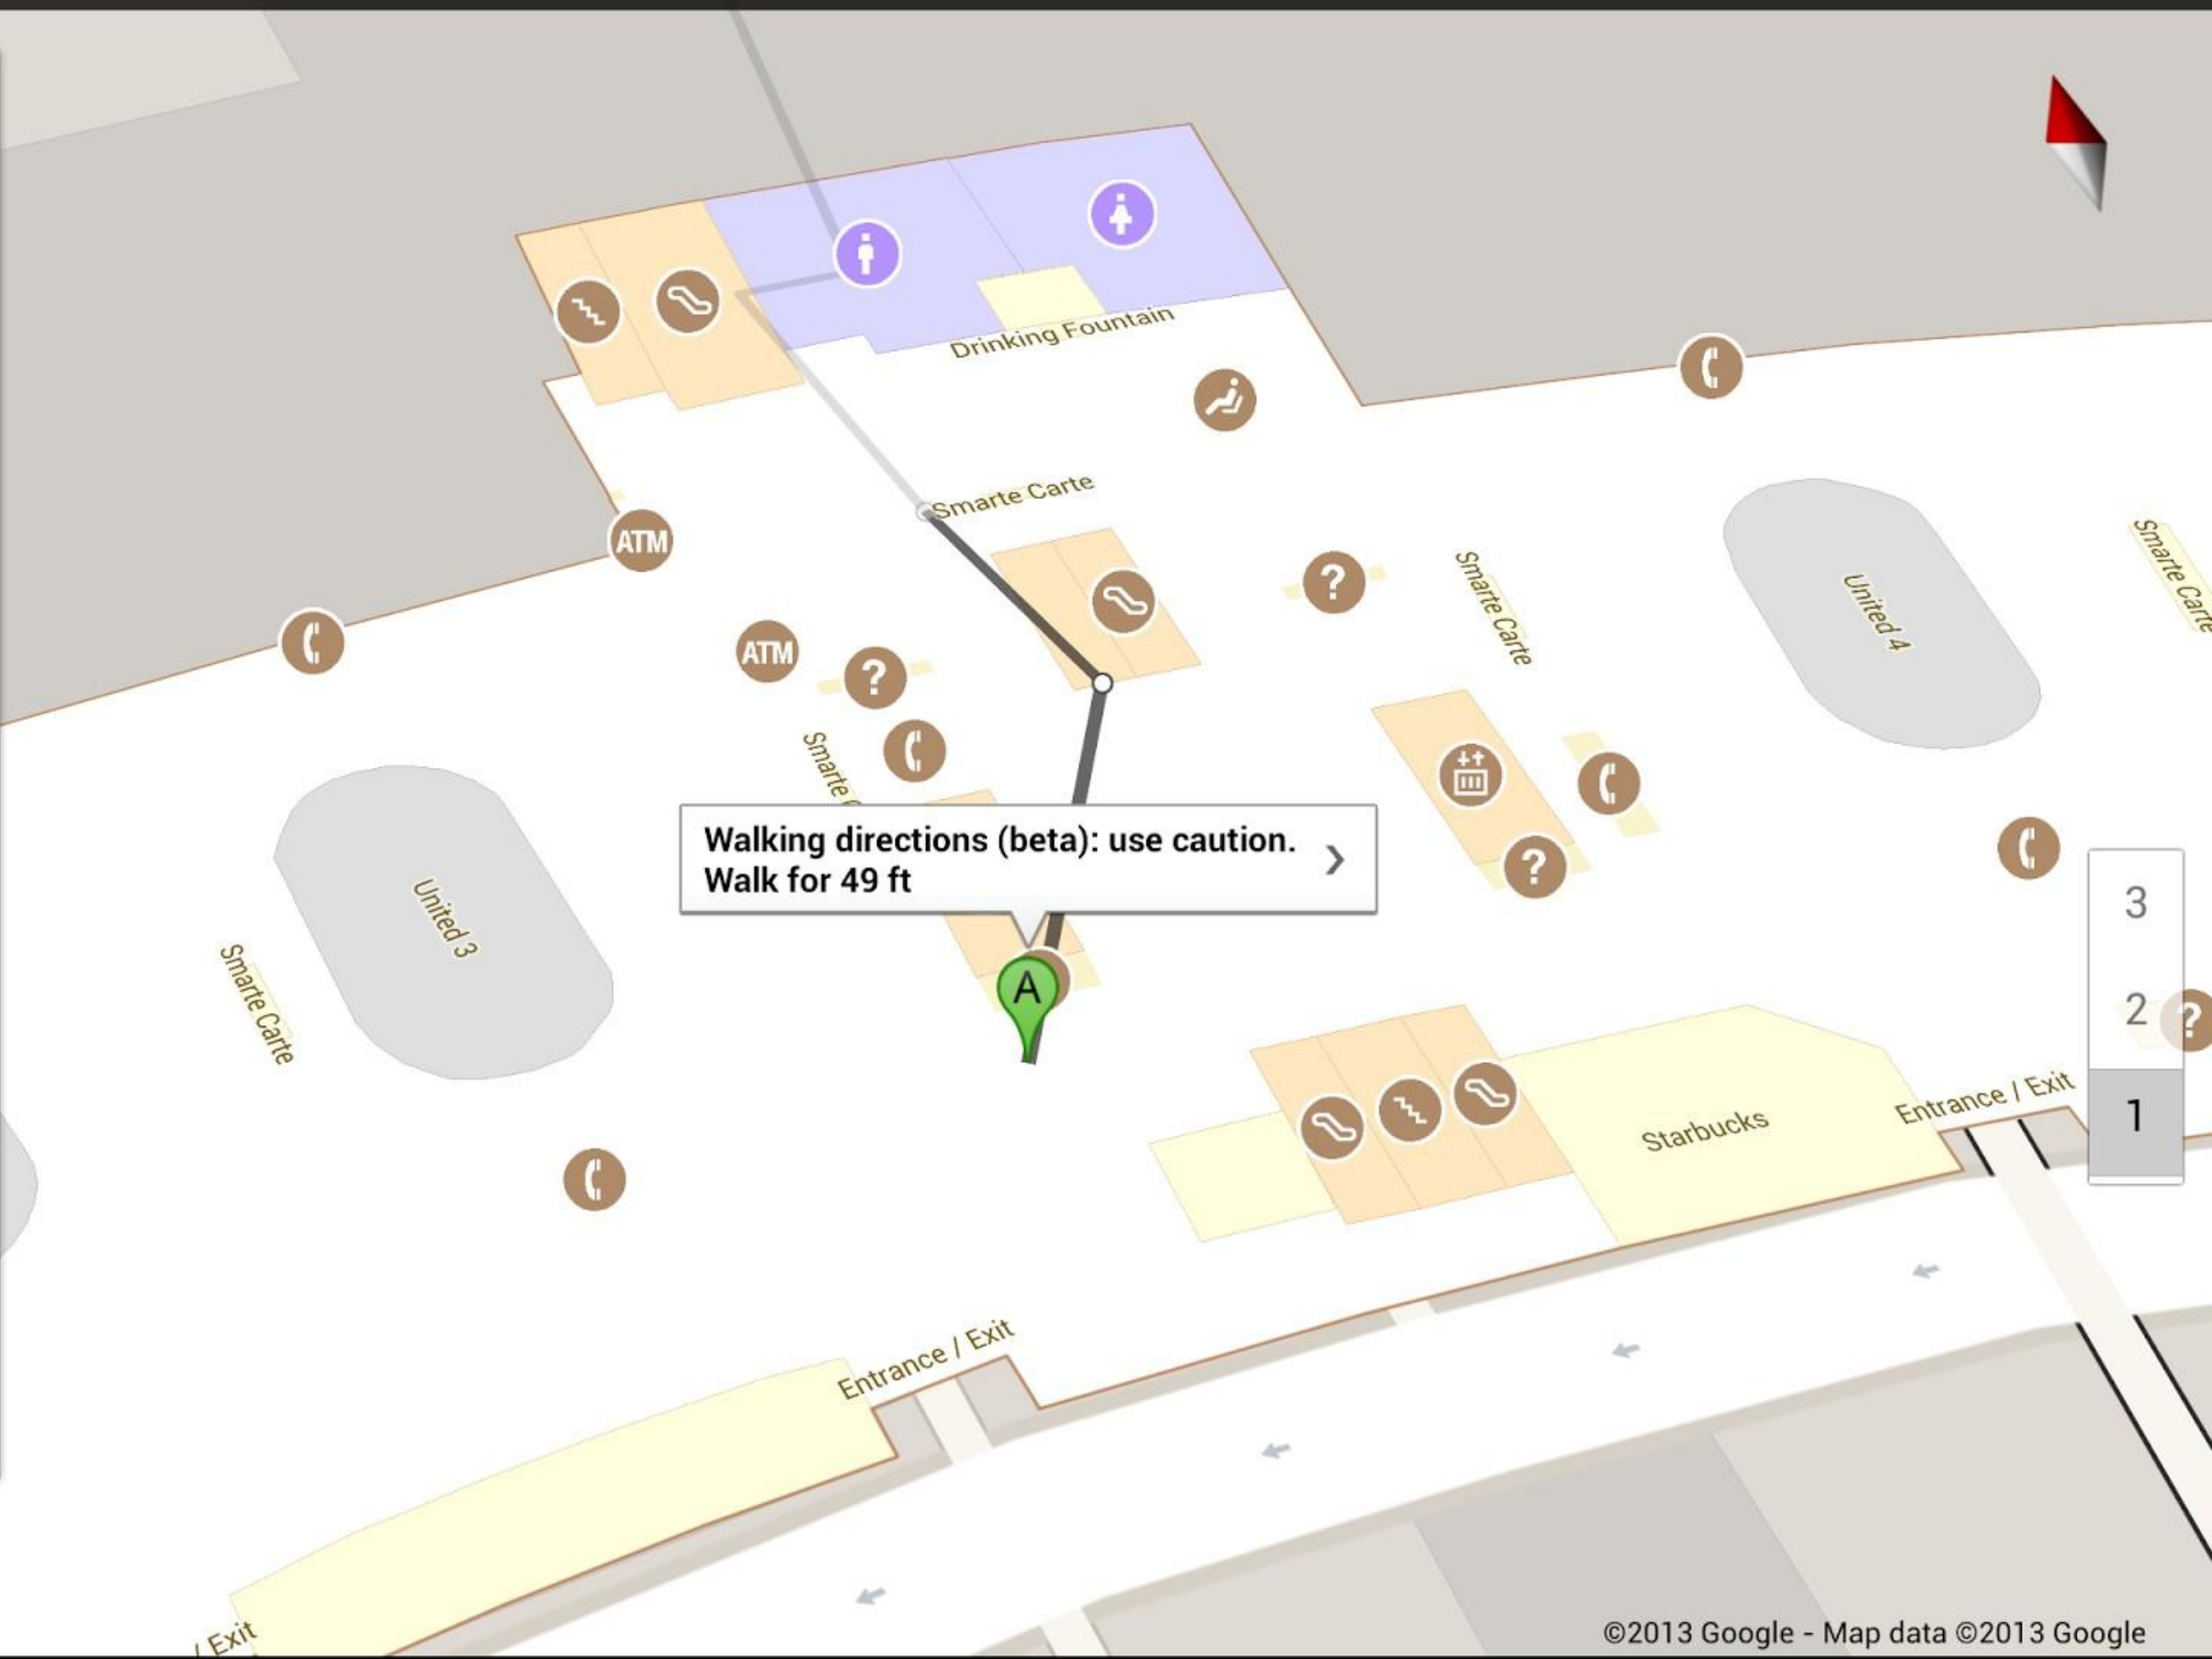 Drinking Fountain
Smarte Carte
ATM
Smarte Carte
Smarte Carte
United 4
ATM
?
?
Smarte
Walking directions (beta): use caution.
Walk for 49 ft
?
United 3
Smarte Carte
A
3
2
?
1
Entrance / Exit
Starbucks
Entrance / Exit
/ Exit
©2013 Google - Map data ©2013 Google